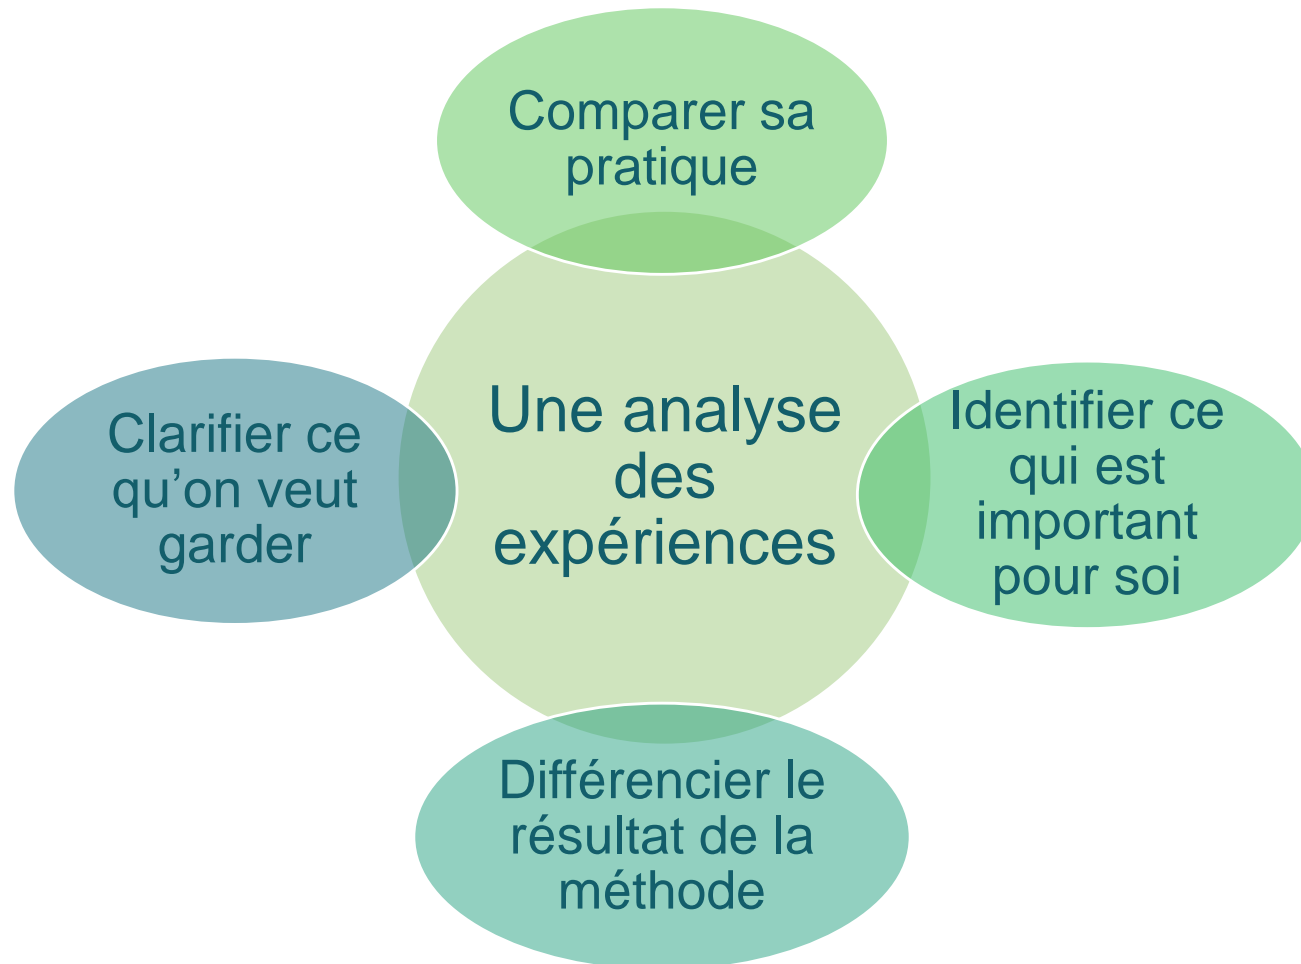 Comparer sa
pratique
Une analyse
des
expériences
Identifier ce
qui est
important
pour soi
Différencier le
résultat de la
méthode
Clarifier ce
qu’on veut
garder